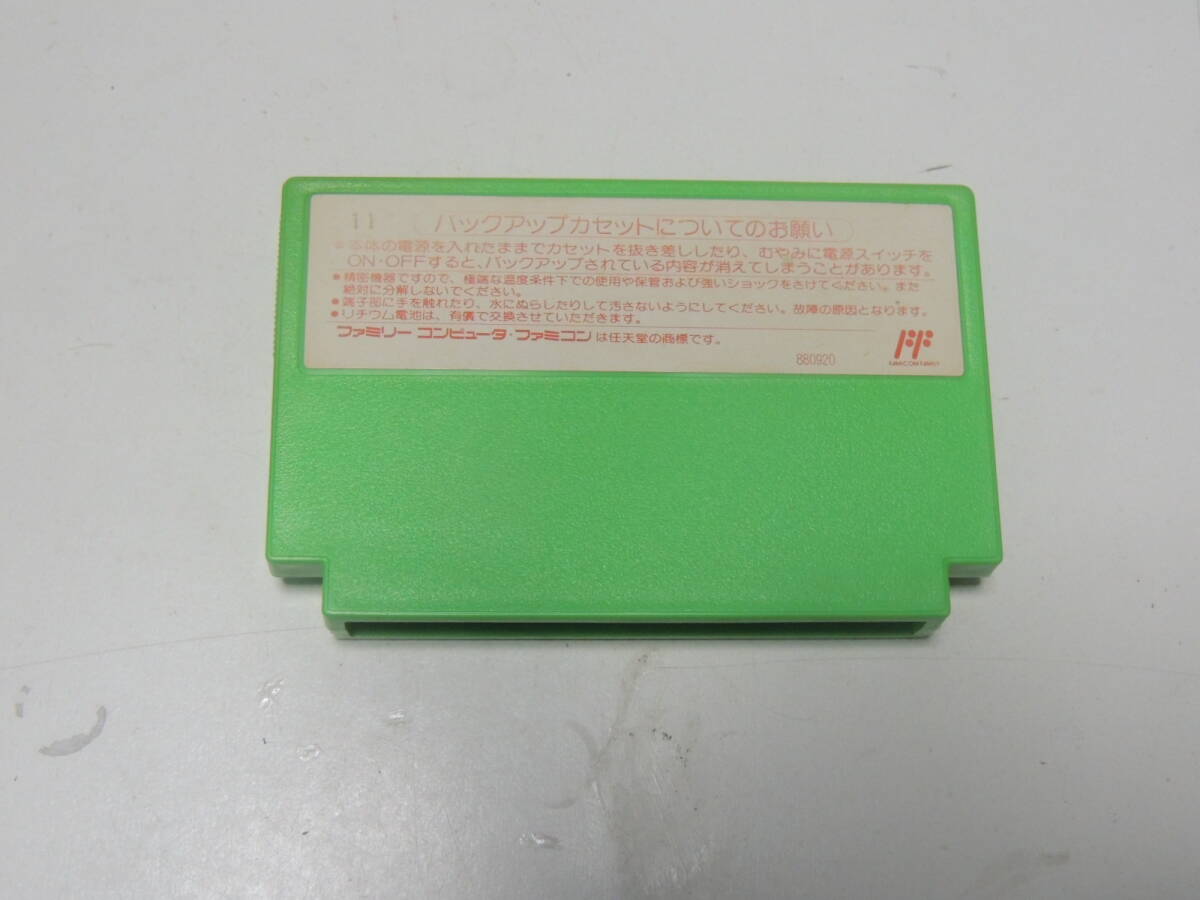 11
バックアップカセットについてのお願い
●本体の電源を入れたままでカセットを抜き差ししたり、むやみに電源スイッチを
ON・OFFすると、バックアップされている内容が消えてしまうことがあります。
●精密機器ですので、極端な温度条件下での使用や保管および強いショックをさけてください。また
絶対に分解しないでください。
●端子部に手を触れたり、水にぬらしたりして汚さないようにしてください。故障の原因となります。
●リチウム電池は、有償で交換させていただきます。
ファミリー コンピュータ・ファミコンは任天堂の商標です。
880920
FF
FAMICOM FAMILY